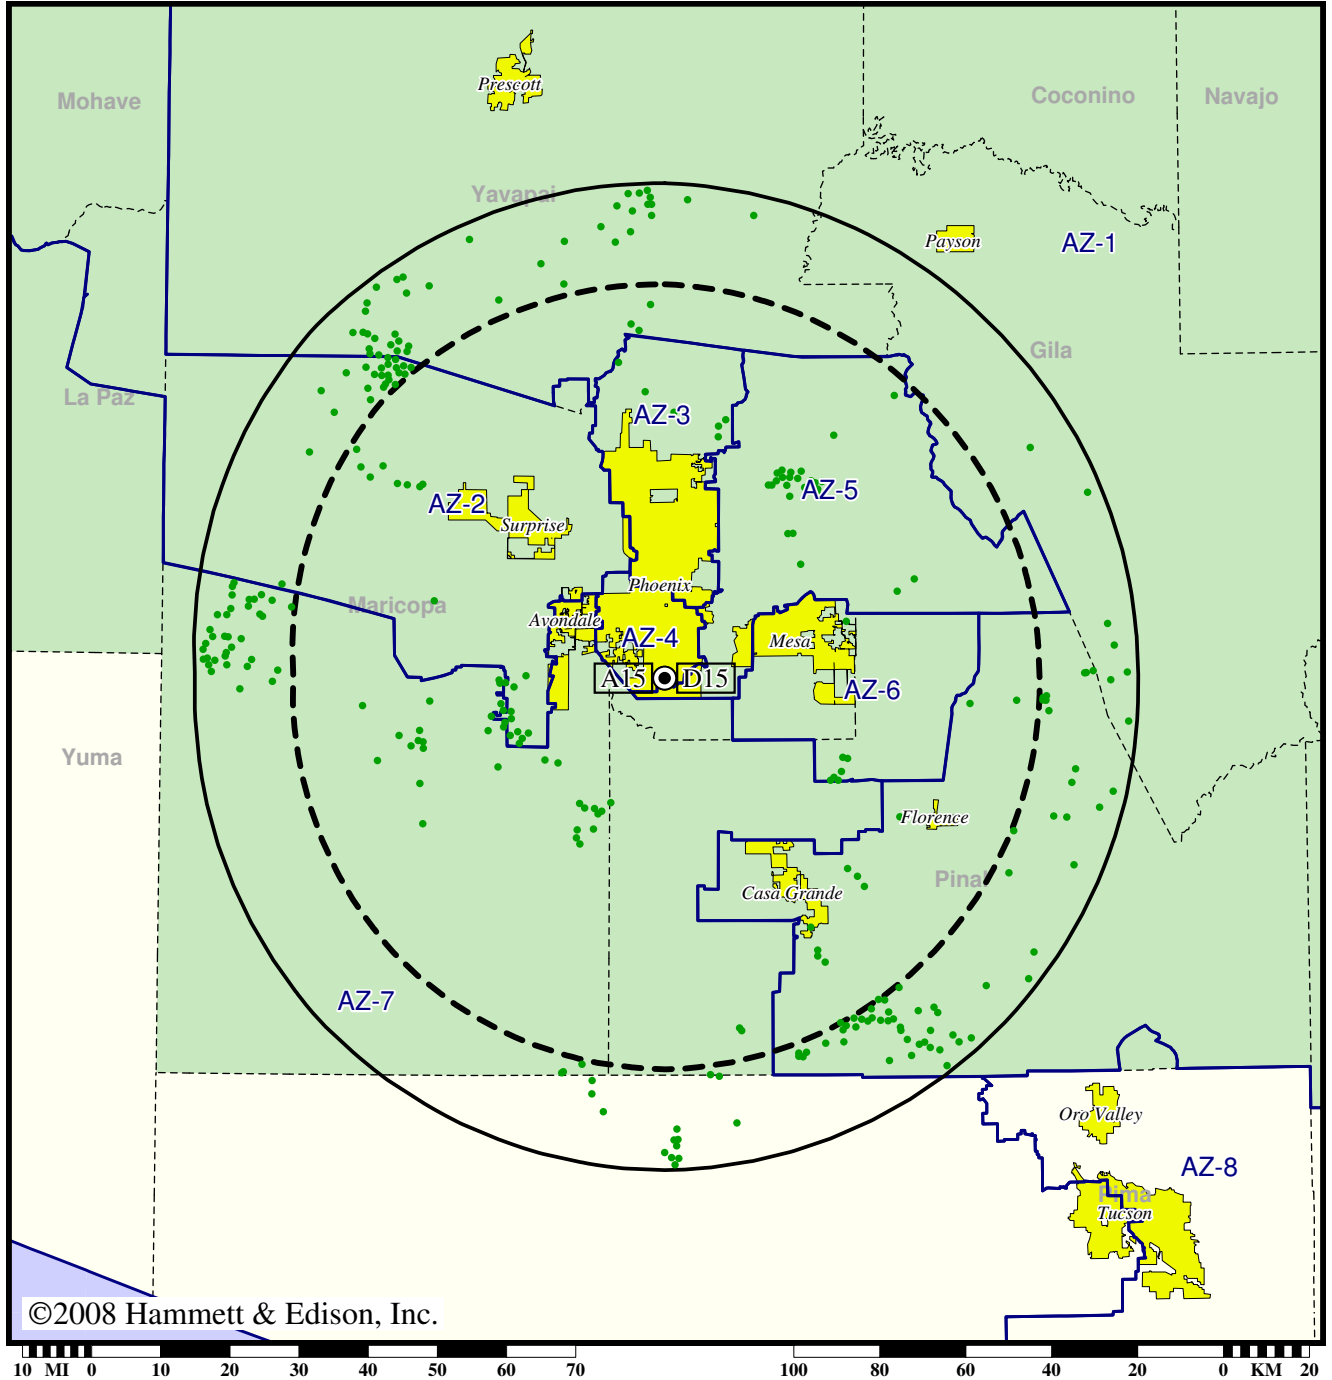 Prescott
Mohave
Coconino
Navajo
Yavapai
Payson
AZ-1
Gila
La Paz
AZ-3
AZ-2
AZ-5
Surprise
Phoenix
Maricopa
Avondale
AZ-4
Mesa
A15
D15
AZ-6
Yuma
Florence
Pinal
Casa Grande
AZ-7
Oro Valley
AZ-8
Pima
Tucson
©2008 Hammett & Edison, Inc.
10 MI 0 10 20 30 40 50 60 70
100 80 60 40 20 0 KM 20